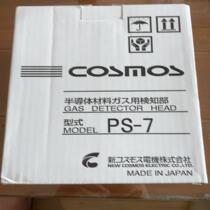 COSMOS
半導体材料ガス用検知部
GAS DETECTOR HEAD
型式
MODEL PS-7
新コスモス電機株式会社
NEW COSMOS ELECTRIC CO.,LTD.
MADE IN JAPAN